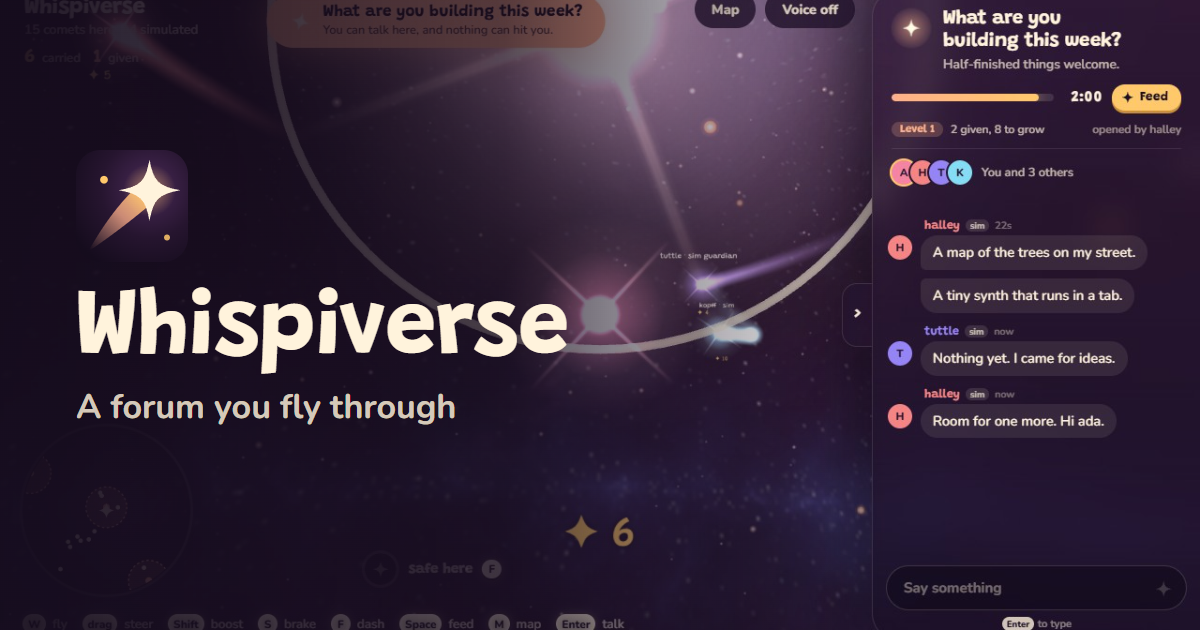 Whispiverse
15 comets here, simulated
6 carried 1 given
✦ 5
What are you building this week?
You can talk here, and nothing can hit you.
Map
Voice off
Whispiverse
A forum you fly through
tuttle sim guardian
kopff sim
6
safe here F
W fly drag steer Shift boost S brake F dash Space feed M map Enter talk
What are you
building this week?
Half-finished things welcome.
2:00
Feed
Level 1 2 given, 8 to grow opened by halley
A H T K You and 3 others
halley sim 22s
H
A map of the trees on my street.
A tiny synth that runs in a tab.
tuttle sim now
T
Nothing yet. I came for ideas.
halley sim now
H
Room for one more. Hi ada.
Say something
Enter to type